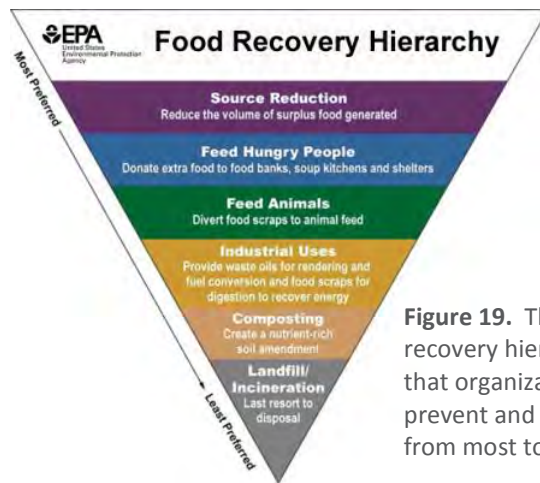 EPA
United States
Environmental Protection
Agency
Food Recovery Hierarchy
Most Preferred
Source Reduction
Reduce the volume of surplus food generated
Feed Hungry People
Donate extra food to food banks, soup kitchens and shelters
Feed Animals
Divert food scraps to animal feed
Industrial Uses
Provide waste oils for rendering and
fuel conversion and food scraps for
digestion to recover energy
Composting
Create a nutrient-rich
soil amendment
Landfill/
Incineration
Last resort to
disposal
Least Preferred
Figure 19.
recovery
that
prevent and
from most to